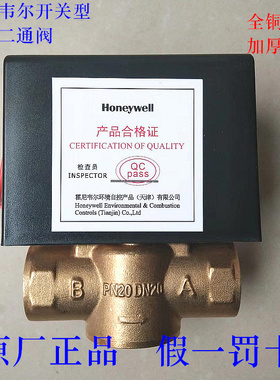 韦尔开关型
二通阀
全铜
加厚
Honeywell
产品合格证
CERTIFICATION OF QUALITY
检查员
INSPECTOR
QC
pass
霍尼韦尔环境自控产品（天津）有限公司
Honeywell Environmental & Combustion
Controls (Tianjin) Co.,Ltd
B PN20 DN20 A
原厂正品 假一罚十